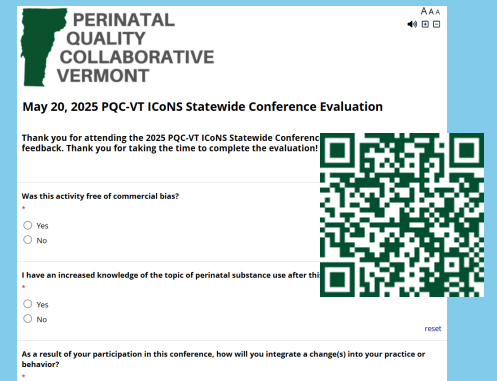 PERINATAL
QUALITY
COLLABORATIVE
VERMONT
A A A
May 20, 2025 PQC-VT ICoNS Statewide Conference Evaluation
Thank you for attending the 2025 PQC-VT ICoNS Statewide Conferenc
feedback. Thank you for taking the time to complete the evaluation!
Was this activity free of commercial bias?
*
Yes
No
I have an increased knowledge of the topic of perinatal substance use after thi
*
Yes
No
reset
As a result of your participation in this conference, how will you integrate a change(s) into your practice or
behavior?
*